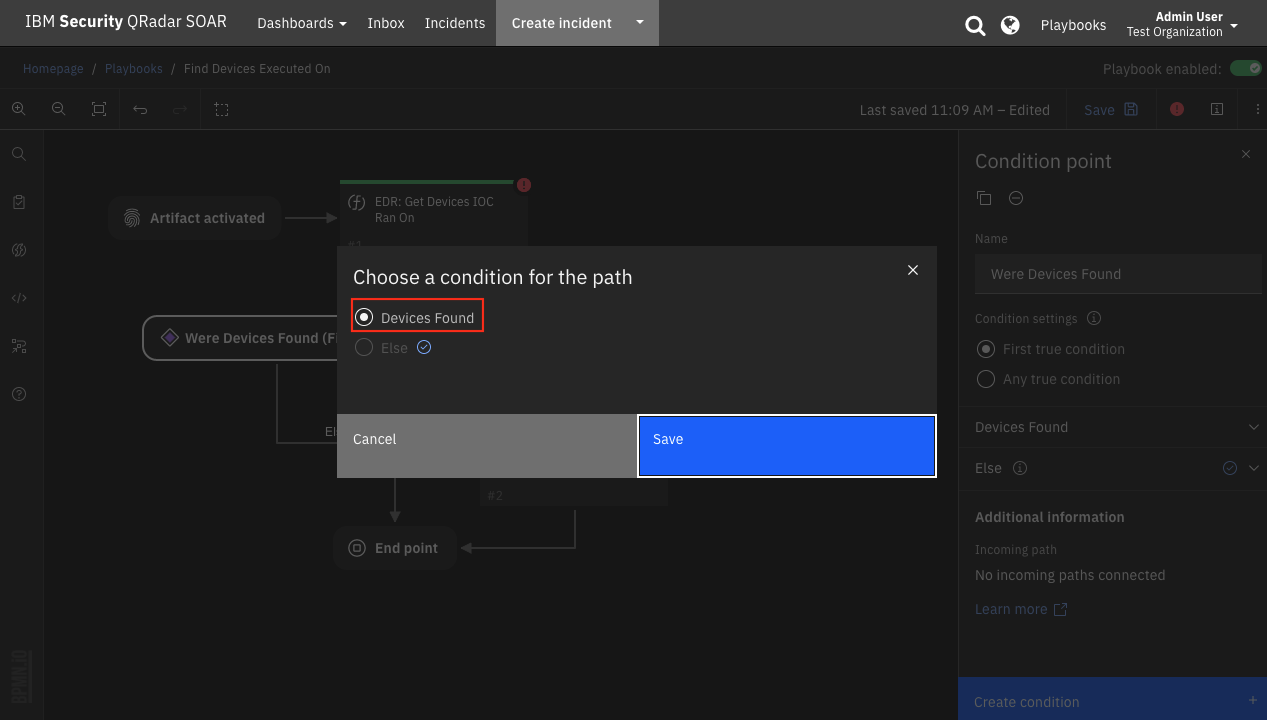 IBM Security QRadar SOAR
Dashboards
Inbox
Incidents
Create incident
Playbooks
Admin User
Test Organization
Homepage / Playbooks / Find Devices Executed On
Playbook enabled:
Last saved 11:09 AM – Edited
Save
Artifact activated
EDR: Get Devices IOC
Ran On
#1
Choose a condition for the path
Devices Found
Else
Cancel
Save
Were Devices Found (Fi
El
#2
End point
Condition point
Name
Were Devices Found
Condition settings
First true condition
Any true condition
Devices Found
Else
Additional information
Incoming path
No incoming paths connected
Learn more
Create condition
BPMN.IO